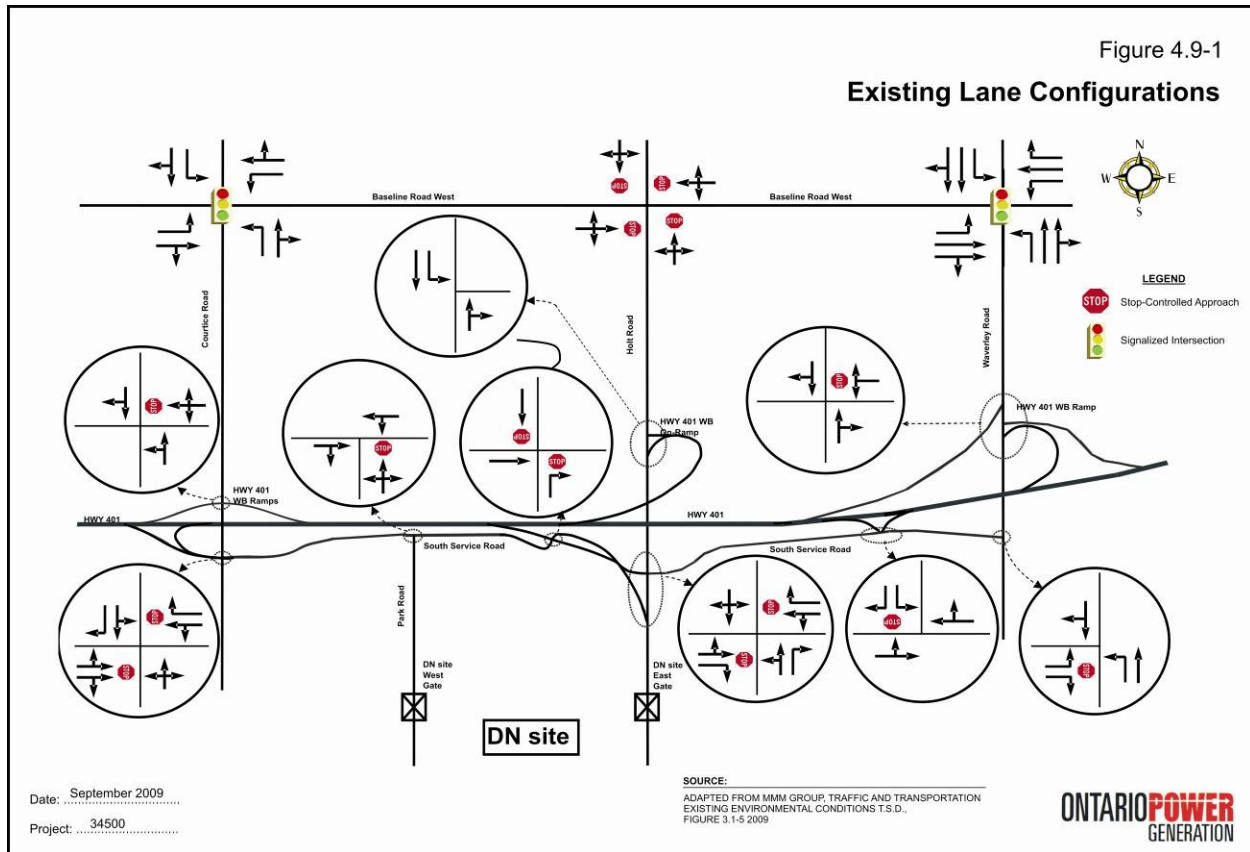 Figure 4.9-1
Existing Lane Configurations
N
W E
S
Baseline Road West
Baseline Road West
STOP
STOP
STOP
STOP
LEGEND
STOP Stop-Controlled Approach
Signalized Intersection
Courtice Road
Holt Road
Waverley Road
STOP
STOP
STOP
STOP
STOP
HWY 401 WB
On-Ramp
HWY 401 WB Ramp
HWY 401
WB Ramps
HWY 401
HWY 401
South Service Road
South Service Road
Park Road
STOP
STOP
STOP
STOP
STOP
STOP
DN site
West
Gate
DN site
East
Gate
DN site
Date: September 2009
Project: 34500
SOURCE:
ADAPTED FROM MMM GROUP, TRAFFIC AND TRANSPORTATION
EXISTING ENVIRONMENTAL CONDITIONS T.S.D.,
FIGURE 3.1-5 2009
ONTARIOPOWER
GENERATION